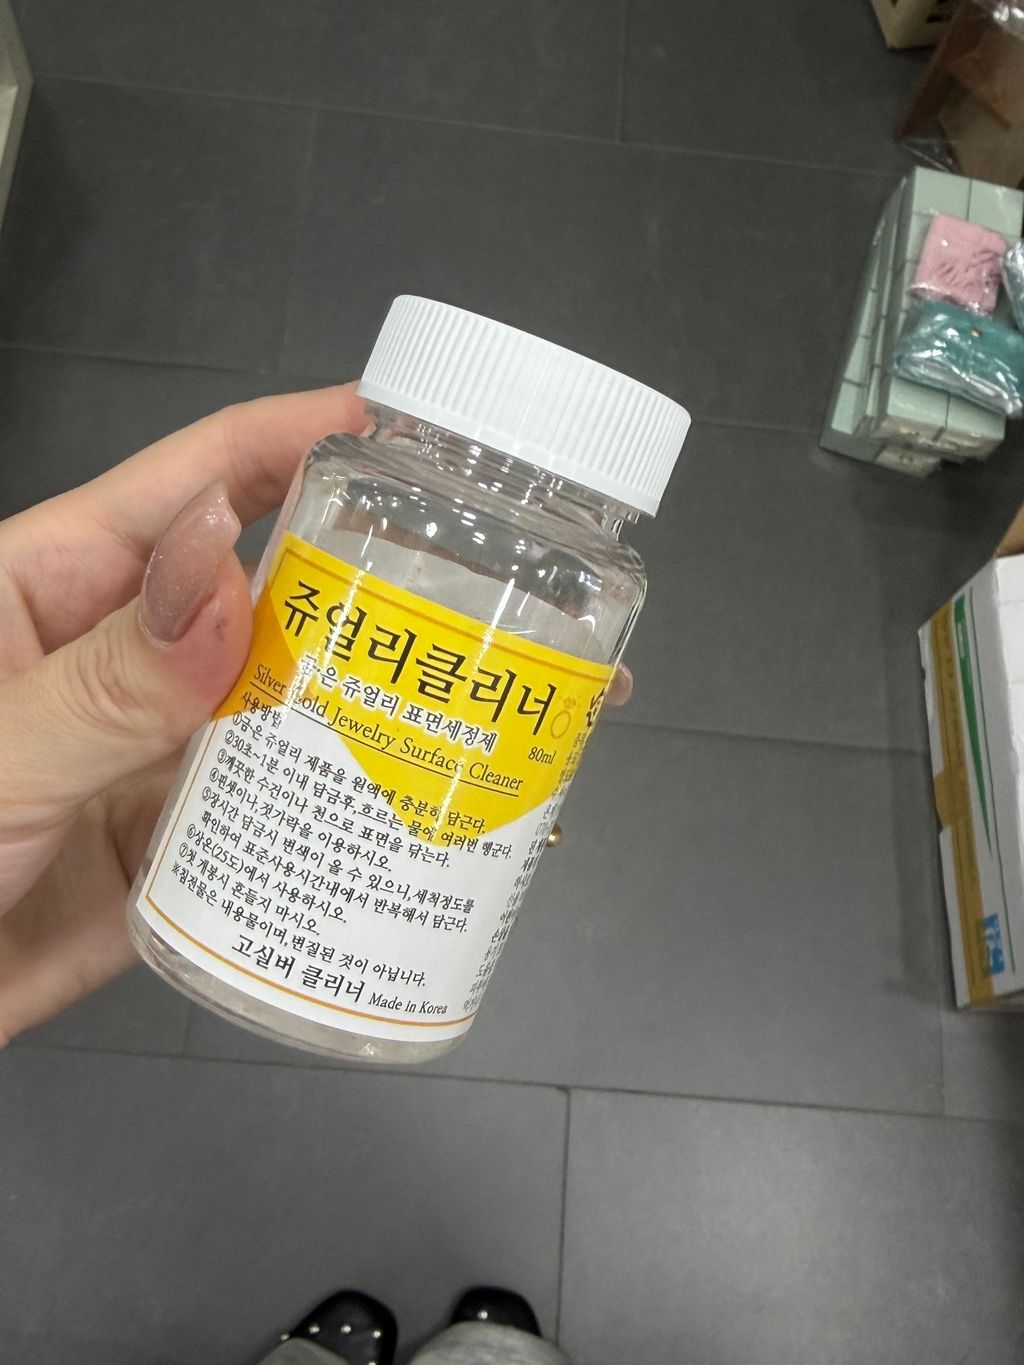 쥬얼리클리너
금·은 쥬얼리 표면세정제
80ml
Silver Gold Jewelry Surface Cleaner
사용방법
①금은 쥬얼리 제품을 원액에 충분히 담근다.
②30초~1분 이내 담금후, 흐르는 물에 여러번 헹군다.
③깨끗한 수건이나 천으로 표면을 닦는다.
④핀셋이나, 젓가락을 이용하시오.
⑤장시간 담금시 변색이 올 수 있으니, 세척정도를
확인하여 표준사용시간내에서 반복해서 담근다.
⑥상온(25도)에서 사용하시오.
⑦첫 개봉시 흔들지 마시오.
※침전물은 내용물이며, 변질된 것이 아닙니다.
고실버 클리너 Made in Korea